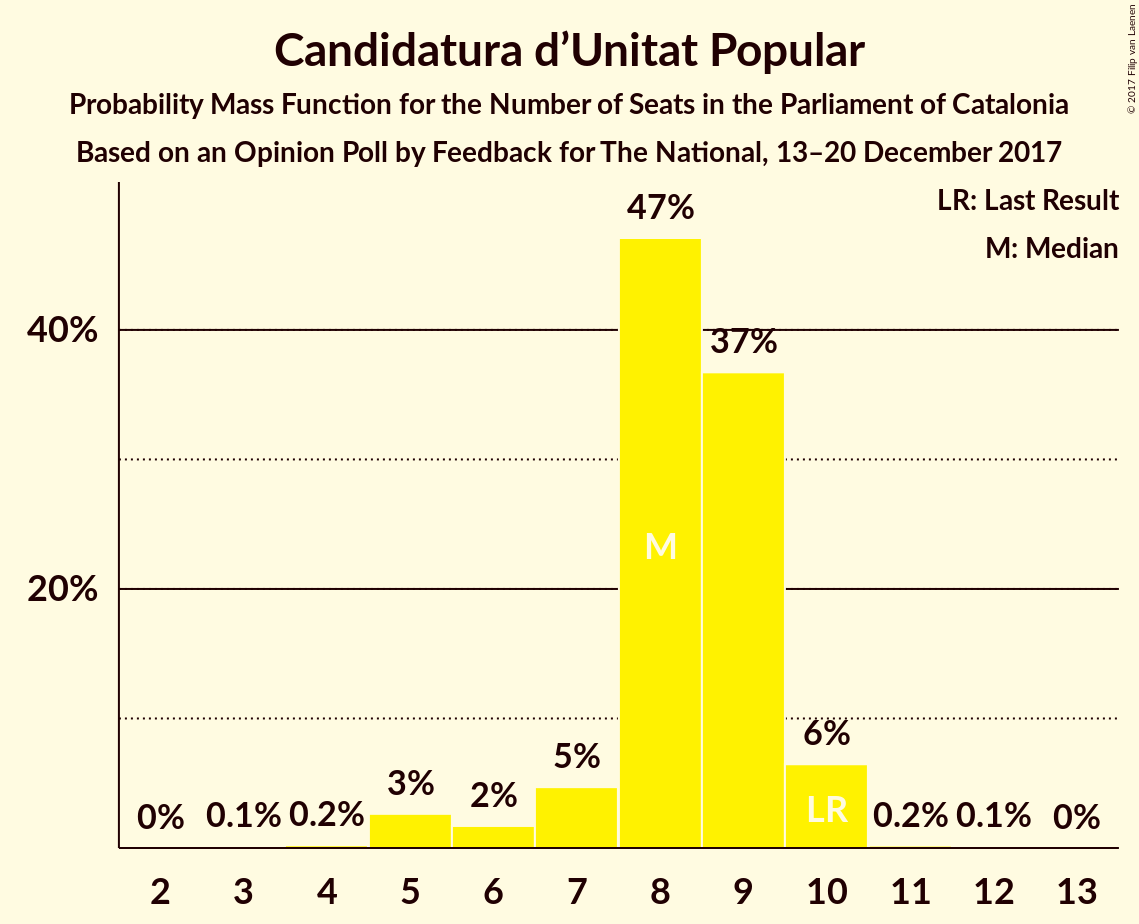 Candidatura d’Unitat Popular
Probability Mass Function for the Number of Seats in the Parliament of Catalonia
Based on an Opinion Poll by Feedback for The National, 13–20 December 2017
© 2017 Filip van Laenen
LR: Last Result
M: Median
40%
20%
0%
0.1%
0.2%
3%
2%
5%
47%
37%
6%
0.2%
0.1%
0%
M
LR
2 3 4 5 6 7 8 9 10 11 12 13